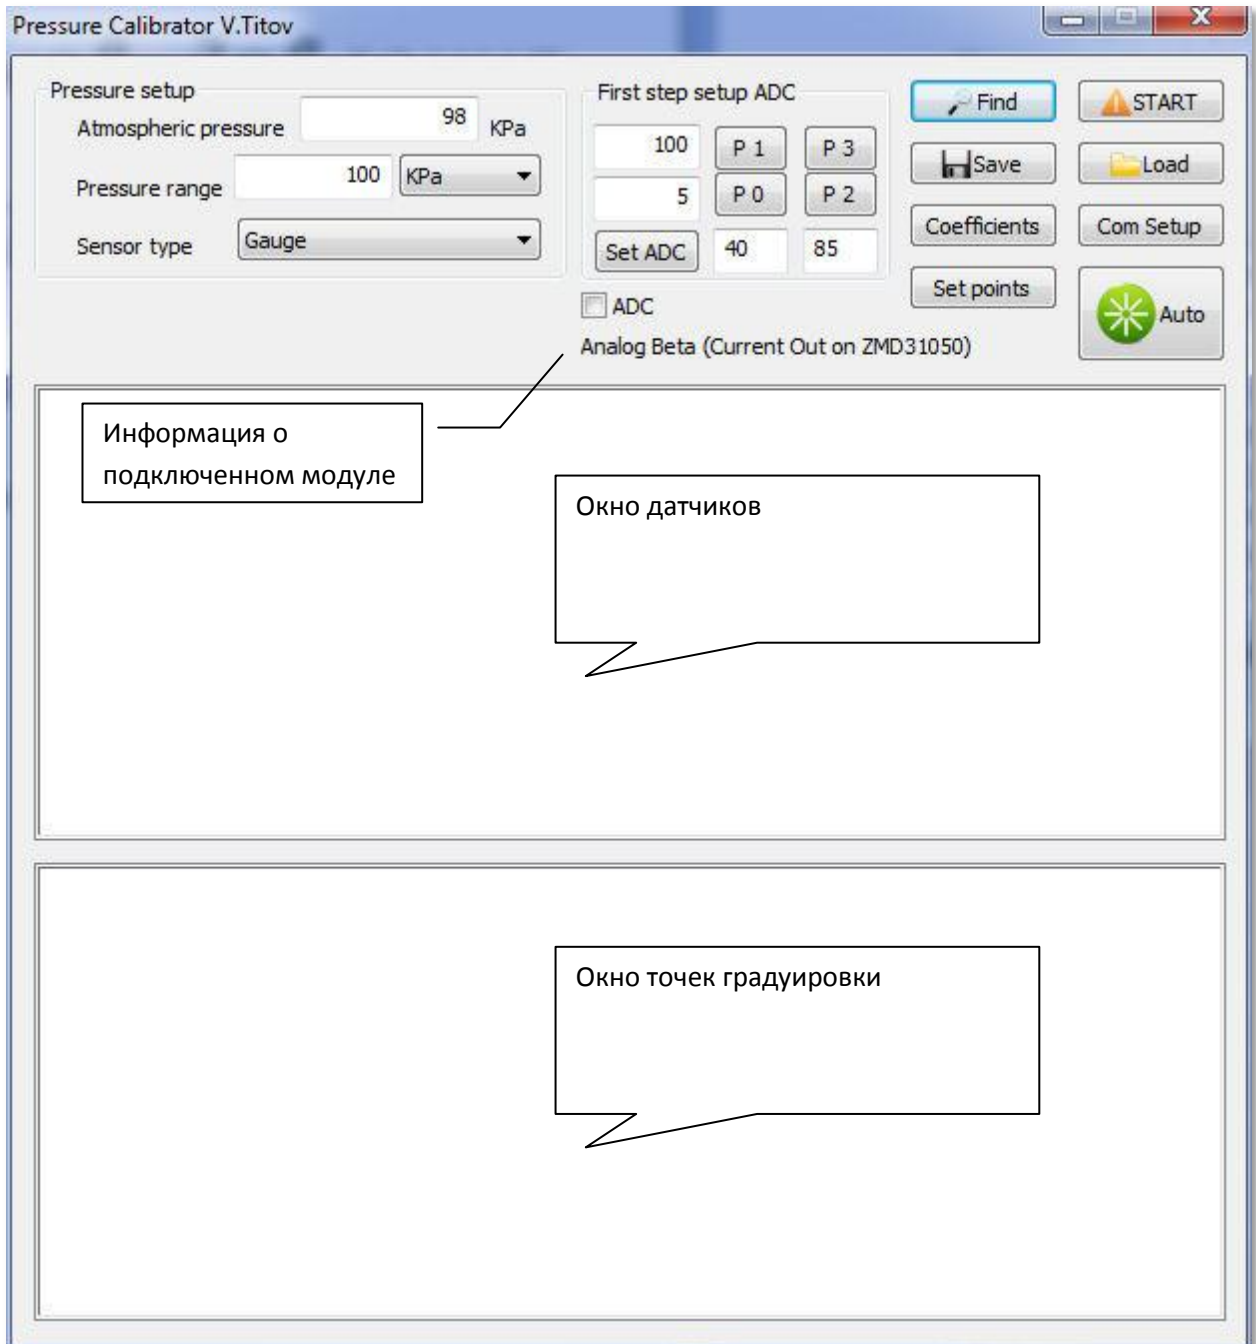 Pressure Calibrator V.Titov
Pressure setup
Atmospheric pressure 98 KPa
Pressure range 100 KPa
Sensor type Gauge
First step setup ADC
100 P 1 P 3
5 P 0 P 2
Set ADC 40 85
ADC
Analog Beta (Current Out on ZMD31050)
Find START
Save Load
Coefficients Com Setup
Set points Auto
Информация о
подключенном модуле
Окно датчиков
Окно точек градуировки